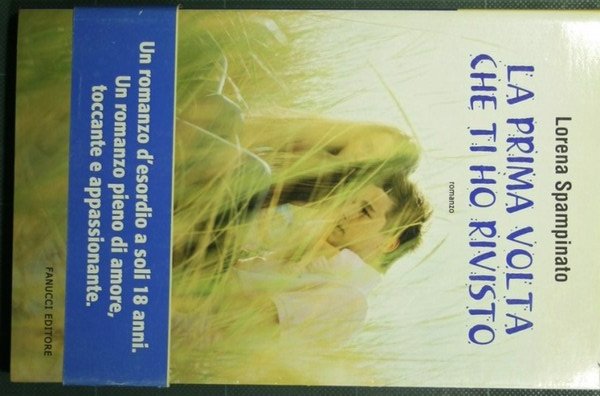 Lorena Spampinato
LA PRIMA VOLTA
CHE TI HO RIVISTO
romanzo
Un romanzo d'esordio a soli 18 anni.
Un romanzo pieno di amore,
toccante e appassionante.
FANUCCI EDITORE